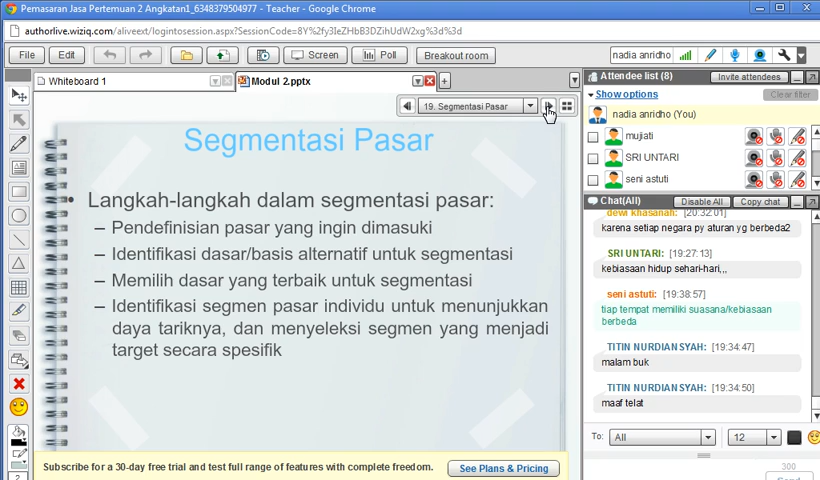 Pemasaran Jasa Pertemuan 2 Angkatan1_6348379504977 - Teacher - Google Chrome
authorlive.wiziq.com/aliveext/logintosession.aspx?SessionCode=8Y%2fy3IeZHbB3DZihUdW2xg%3d%3d
File Edit Screen Poll Breakout room nadia anridho
Whiteboard 1 Modul 2.pptx
19. Segmentasi Pasar
Segmentasi Pasar
• Langkah-langkah dalam segmentasi pasar:
– Pendefinisian pasar yang ingin dimasuki
– Identifikasi dasar/basis alternatif untuk segmentasi
– Memilih dasar yang terbaik untuk segmentasi
– Identifikasi segmen pasar individu untuk menunjukkan
daya tariknya, dan menyeleksi segmen yang menjadi
target secara spesifik
Subscribe for a 30-day free trial and test full range of features with complete freedom. See Plans & Pricing
Attendee list (8) Invite attendees
Show options Clear filter
nadia anridho (You)
mujiati
SRI UNTARI
seni astuti
Chat(All) Disable All Copy chat
dewi khasanah: [20:32:01]
karena setiap negara py aturan yg berbeda2
SRI UNTARI: [19:27:13]
kebiasaan hidup sehari-hari,,,
seni astuti: [19:38:57]
tiap tempat memiliki suasana/kebiasaan
berbeda
TITIN NURDIANSYAH: [19:34:47]
malam buk
TITIN NURDIANSYAH: [19:34:50]
maaf telat
To: All 12
300
Send
2